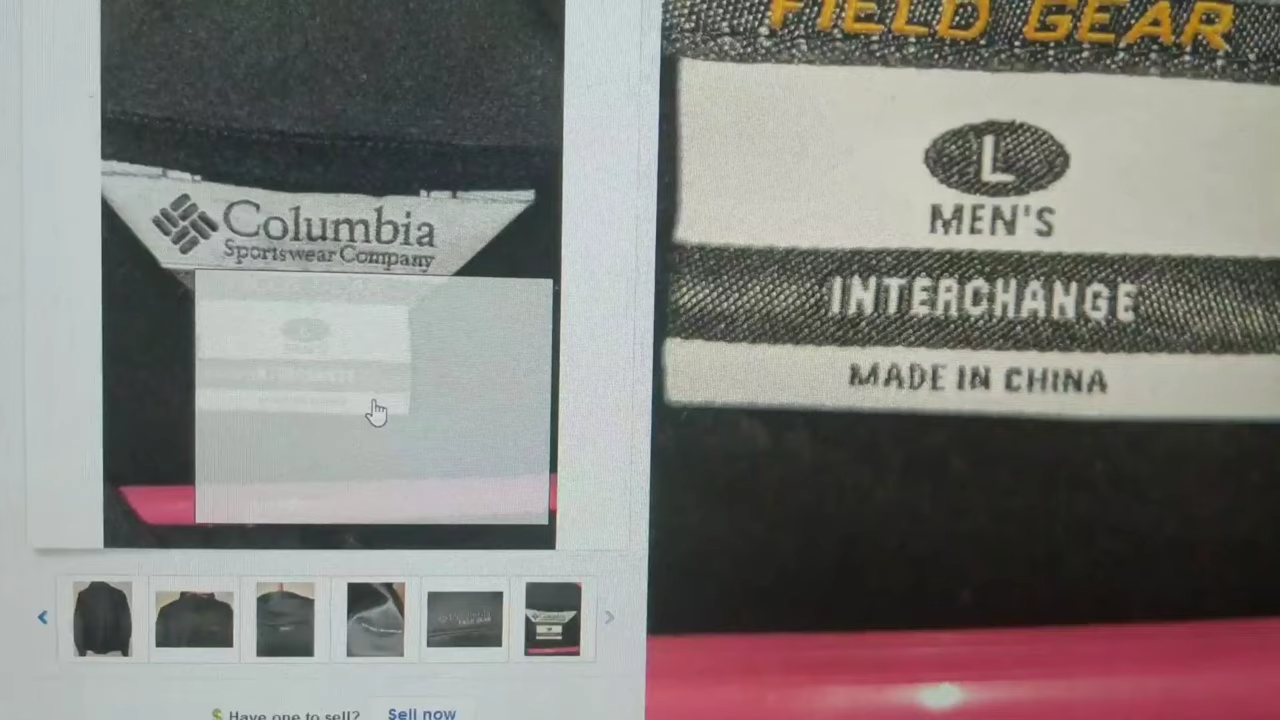 Columbia
Sportswear Company
$ Have one to sell? Sell now
FIELD GEAR
L
MEN'S
INTERCHANGE
MADE IN CHINA